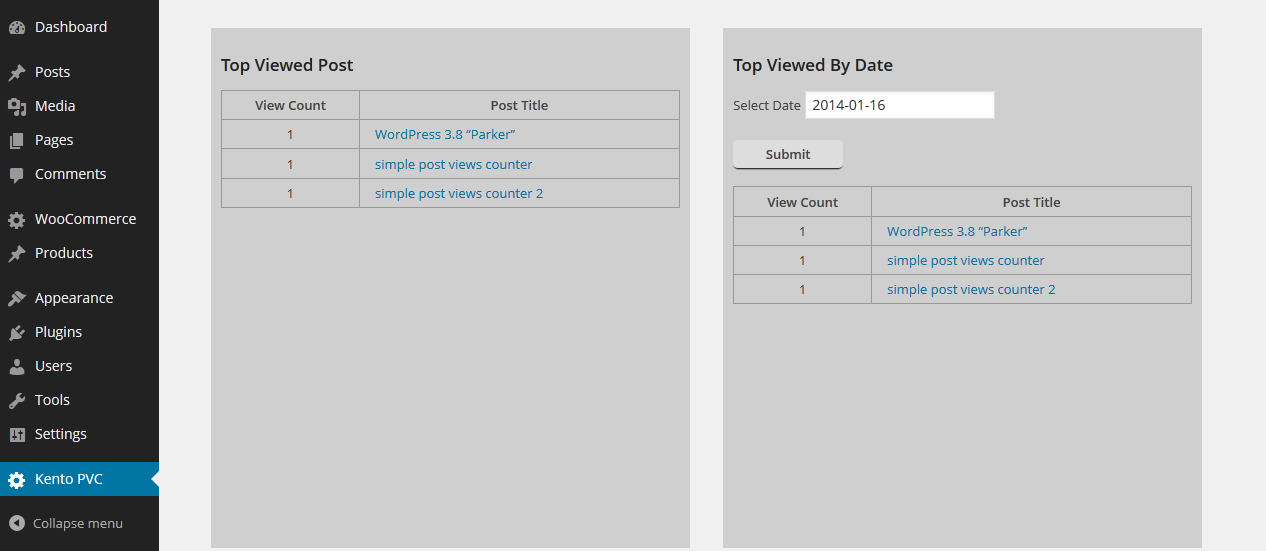 Dashboard
Posts
Media
Pages
Comments
WooCommerce
Products
Appearance
Plugins
Users
Tools
Settings
Kento PVC
Collapse menu
Top Viewed Post
View Count Post Title
1 WordPress 3.8 “Parker”
1 simple post views counter
1 simple post views counter 2
Top Viewed By Date
Select Date 2014-01-16
Submit
View Count Post Title
1 WordPress 3.8 “Parker”
1 simple post views counter
1 simple post views counter 2